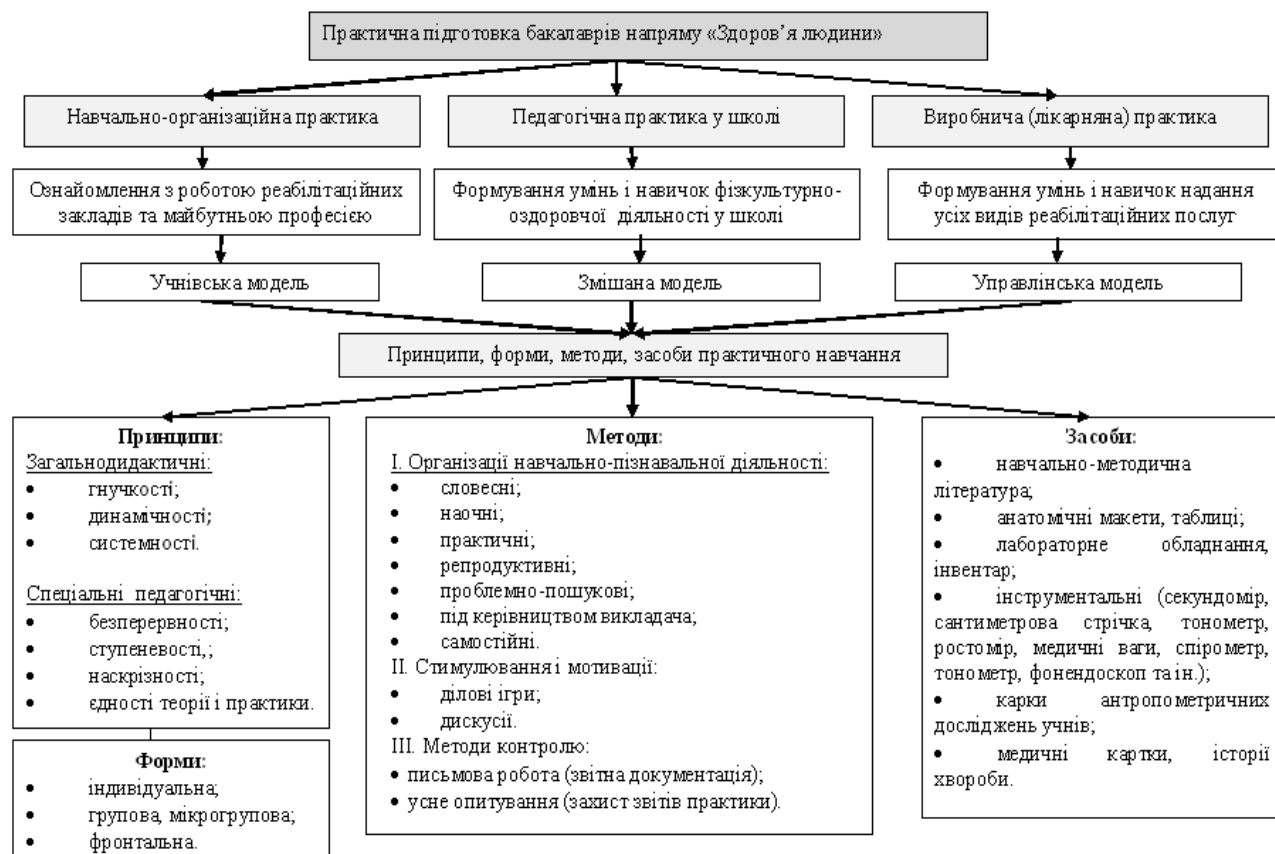 Практична підготовка бакалаврів напряму «Здоров’я людини»
Навчально-організаційна практика
Педагогічна практика у школі
Виробнича (лікарняна) практика
Ознайомлення з роботою реабілітаційних
закладів та майбутньою професією
Формування умінь і навичок фізкультурно-
оздоровчої діяльності у школі
Формування умінь і навичок надання
усіх видів реабілітаційних послуг
Учнівська модель
Змішана модель
Управлінська модель
Принципи, форми, методи, засоби практичного навчання
Принципи:
Загальнодидактичні:
• гнучкості;
• динамічності;
• системності.
Спеціальні педагогічні:
• безперервності;
• ступеневості,;
• наскрізності;
• єдності теорії і практики.
Форми:
• індивідуальна;
• групова, мікрогрупова;
• фронтальна.
Методи:
І. Організації навчально-пізнавальної діяльності:
• словесні;
• наочні;
• практичні;
• репродуктивні;
• проблемно-пошукові;
• під керівництвом викладача;
• самостійні.
ІІ. Стимулювання і мотивації:
• ділові ігри;
• дискусії.
ІІІ. Методи контролю:
• письмова робота (звітна документація);
• усне опитування (захист звітів практики).
Засоби:
• навчально-методична
література;
• анатомічні макети, таблиці;
• лабораторне обладнання,
інвентар;
• інструментальні (секундомір,
сантиметрова стрічка, тонометр,
ростомір, медичні ваги, спірометр,
тонометр, фонендоскоп та ін.);
• карки антропометричних
досліджень учнів;
• медичні картки, історії
хвороби.